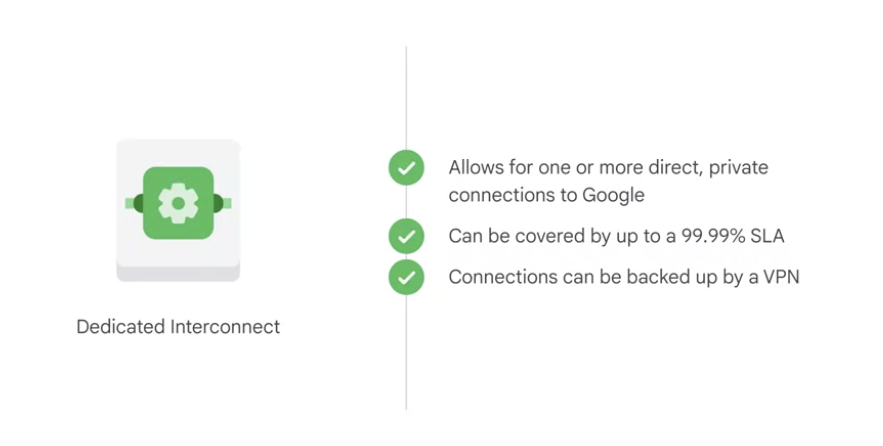 Allows for one or more direct, private
connections to Google
Can be covered by up to a 99.99% SLA
Connections can be backed up by a VPN
Dedicated Interconnect